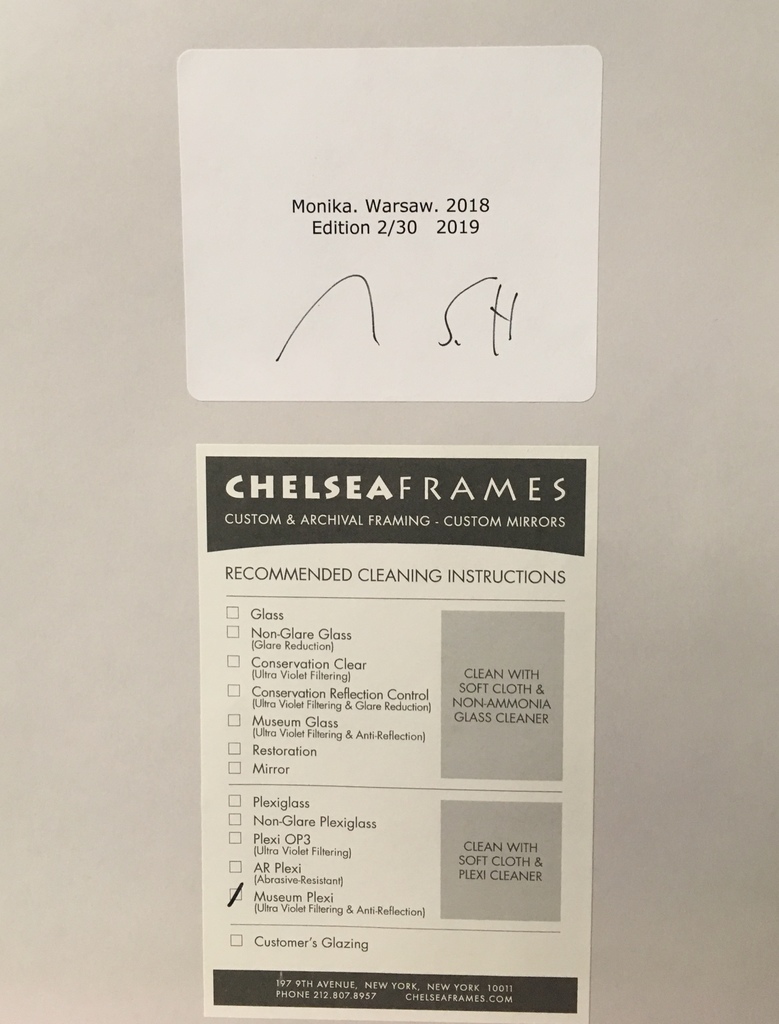 Monika. Warsaw. 2018
Edition 2/30 2019
S. H
CHELSEAFRAMES
CUSTOM & ARCHIVAL FRAMING - CUSTOM MIRRORS
RECOMMENDED CLEANING INSTRUCTIONS
Glass
Non-Glare Glass
(Glare Reduction)
Conservation Clear
(Ultra Violet Filtering)
Conservation Reflection Control
(Ultra Violet Filtering & Glare Reduction)
Museum Glass
(Ultra Violet Filtering & Anti-Reflection)
Restoration
Mirror
CLEAN WITH
SOFT CLOTH &
NON-AMMONIA
GLASS CLEANER
Plexiglass
Non-Glare Plexiglass
Plexi OP3
(Ultra Violet Filtering)
AR Plexi
(Abrasive-Resistant)
Museum Plexi
(Ultra Violet Filtering & Anti-Reflection)
CLEAN WITH
SOFT CLOTH &
PLEXI CLEANER
Customer's Glazing
197 9TH AVENUE, NEW YORK, NEW YORK 10011
PHONE 212.807.8957 CHELSEAFRAMES.COM